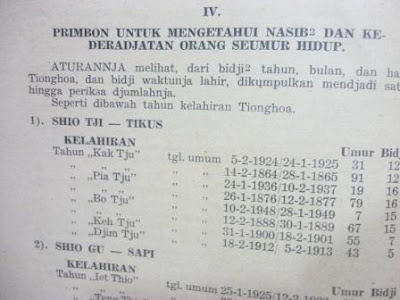 IV.
PRIMBON UNTUK MENGETAHUI NASIB2 DAN KE-
DERADJATAN ORANG SEUMUR HIDUP.
ATURANNJA melihat, dari bidji2 tahun, bulan, dan ha
Tionghoa, dan bidji waktunja lahir, dikumpulkan mendjadi sat
hingga periksa djumlahnja.
Seperti dibawah tahun kelahiran Tionghoa.
1). SHIO TJI — TIKUS
KELAHIRAN Umur Bidj
Tahun „Kak Tju” tgl. umum 5-2-1924/24-1-1925 31 12
„ „ „ „ 14-2-1864/28-1-1865 91 12
„ „Pia Tju” „ „ 24-1-1936/10-2-1937 19 16
„ „ „ „ 26-1-1876/12-2-1877 79 16
„ „Bo Tju” „ „ 10-2-1948/28-1-1949 7 15
„ „ „ „ 12-2-1888/30-1-1889 67 15
„ „Keh Tju” „ „ 31-1-1900/18-2-1901 55 7
„ „Djim Tju” „ „ 18-2-1912/ 5-2-1913 43 5
2). SHIO GU — SAPI
KELAHIRAN
Tahun „Iet Thio” tgl. umum 25-1-1925/12-2